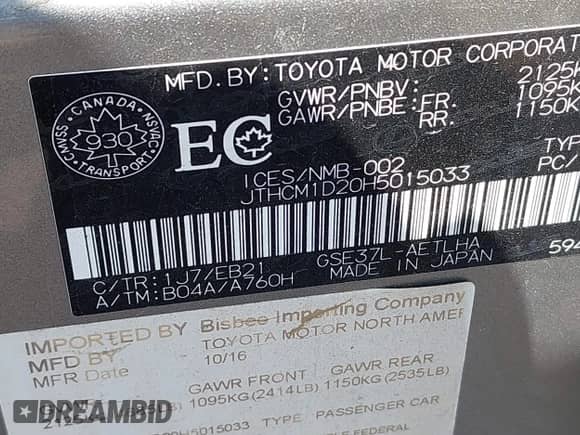 MFD.BY:TOYOTA MOTOR CORPORAT
GVWR/PNBV: 2125K
GAWR/PNBE:FR. 1095K
RR. 1150K
CANADA
CMVSS 930 NSVAC
TRANSPORT
EC
ICES/NMB-002
JTHCM1D20H5015033
TYP
PC/
GSE37L-AETLHA
594
C/TR:1J7/EB21
MADE IN JAPAN
A/TM:B04A/A760H
IMPORTED BY Bisbee Importing Company
MFD BY TOYOTA MOTOR NORTH AMER
MFR Date 10/16
GAWR FRONT GAWR REAR
1095KG(2414LB) 1150KG(2535LB)
H5015033 TYPE PASSENGER CAR
DREAMBID